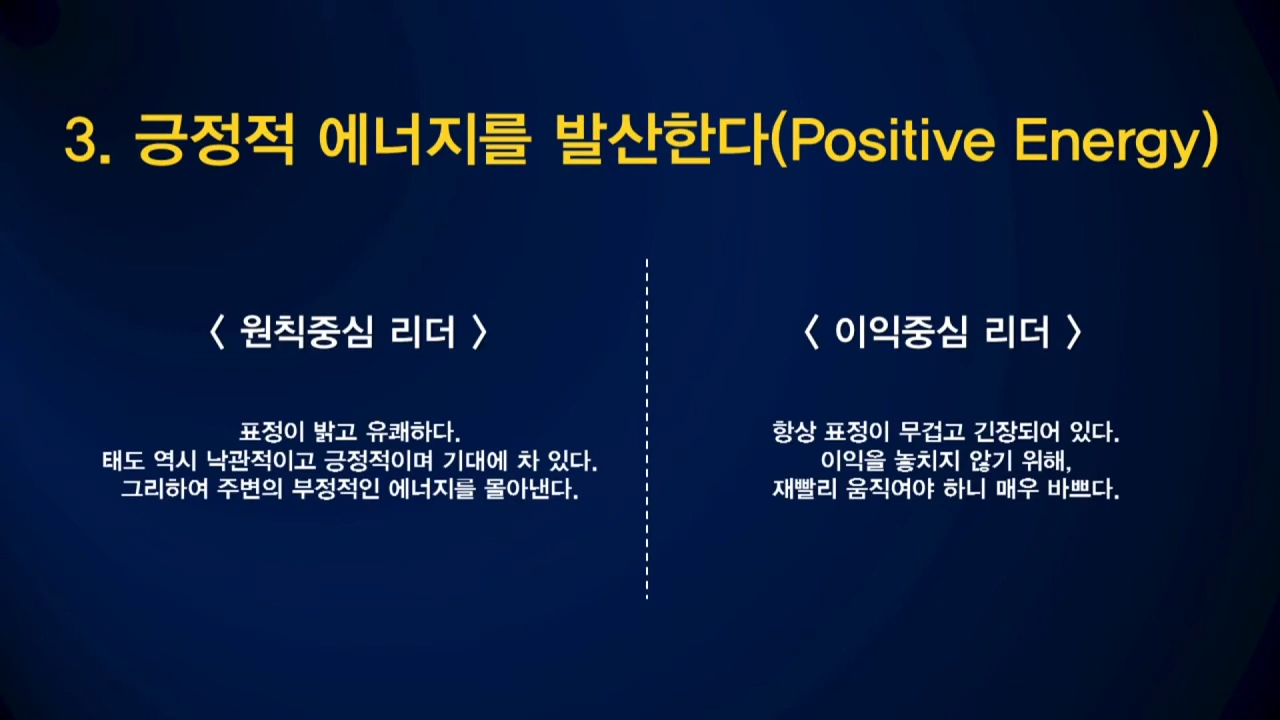 3. 긍정적 에너지를 발산한다(Positive Energy)
〈 원칙중심 리더 〉
표정이 밝고 유쾌하다.
태도 역시 낙관적이고 긍정적이며 기대에 차 있다.
그리하여 주변의 부정적인 에너지를 몰아낸다.
〈 이익중심 리더 〉
항상 표정이 무겁고 긴장되어 있다.
이익을 놓치지 않기 위해,
재빨리 움직여야 하니 매우 바쁘다.